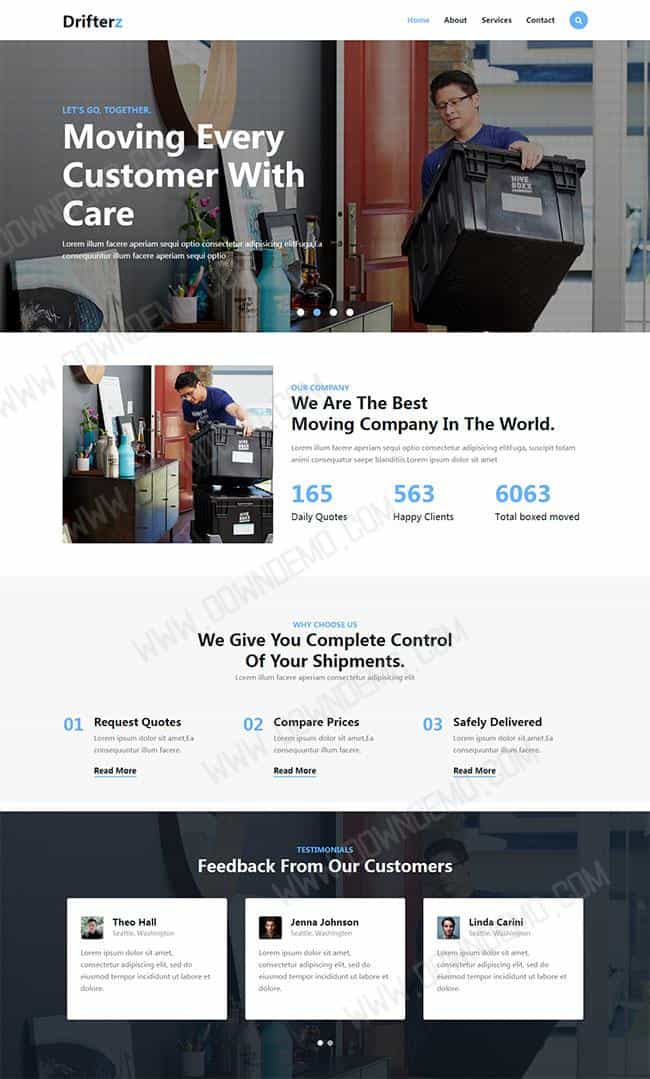 Drifterz
Home About Services Contact
LET'S GO, TOGETHER.
Moving Every
Customer With
Care
Lorem illum facere aperiam sequi optio consectetur adipisicing elitFuga,Ea
consequuntur illum facere aperiam sequi optio
HIVE
BOXX
OUR COMPANY
We Are The Best
Moving Company In The World.
Lorem illum facere aperiam sequi optio consectetur adipisicing elitFuga, suscipit totam
animi consequatur saepe blanditiis.Lorem ipsum dolor sit amet
165 563 6063
Daily Quotes Happy Clients Total boxed moved
WHY CHOOSE US
We Give You Complete Control
Of Your Shipments.
Lorem illum facere aperiam consectetur adipisicing elit
01 Request Quotes 02 Compare Prices 03 Safely Delivered
Lorem ipsum dolor sit amet,Ea Lorem ipsum dolor sit amet,Ea Lorem ipsum dolor sit amet,Ea
consequuntur illum facere. consequuntur illum facere. consequuntur illum facere.
Read More Read More Read More
TESTIMONIALS
Feedback From Our Customers
Theo Hall Jenna Johnson Linda Carini
Seattle, Washington Seattle, Washington Seattle, Washington
Lorem ipsum dolor sit amet, Lorem ipsum dolor sit amet, Lorem ipsum dolor sit amet,
consectetur adipisicing elit, sed do consectetur adipisicing elit, sed do consectetur adipisicing elit, sed do
eiusmod tempor incididunt ut labore et eiusmod tempor incididunt ut labore et eiusmod tempor incididunt ut labore et
dolore. dolore. dolore.
WWW.DOWNDEMO.COM